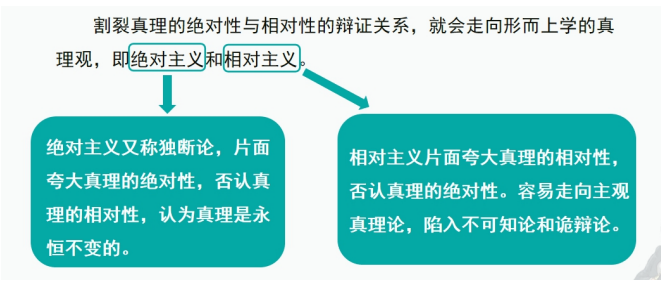 割裂真理的绝对性与相对性的辩证关系，就会走向形而上学的真
理观，即绝对主义和相对主义。
绝对主义又称独断论，片面
夸大真理的绝对性，否认真
理的相对性，认为真理是永
恒不变的。
相对主义片面夸大真理的相对性，
否认真理的绝对性。容易走向主观
真理论，陷入不可知论和诡辩论。